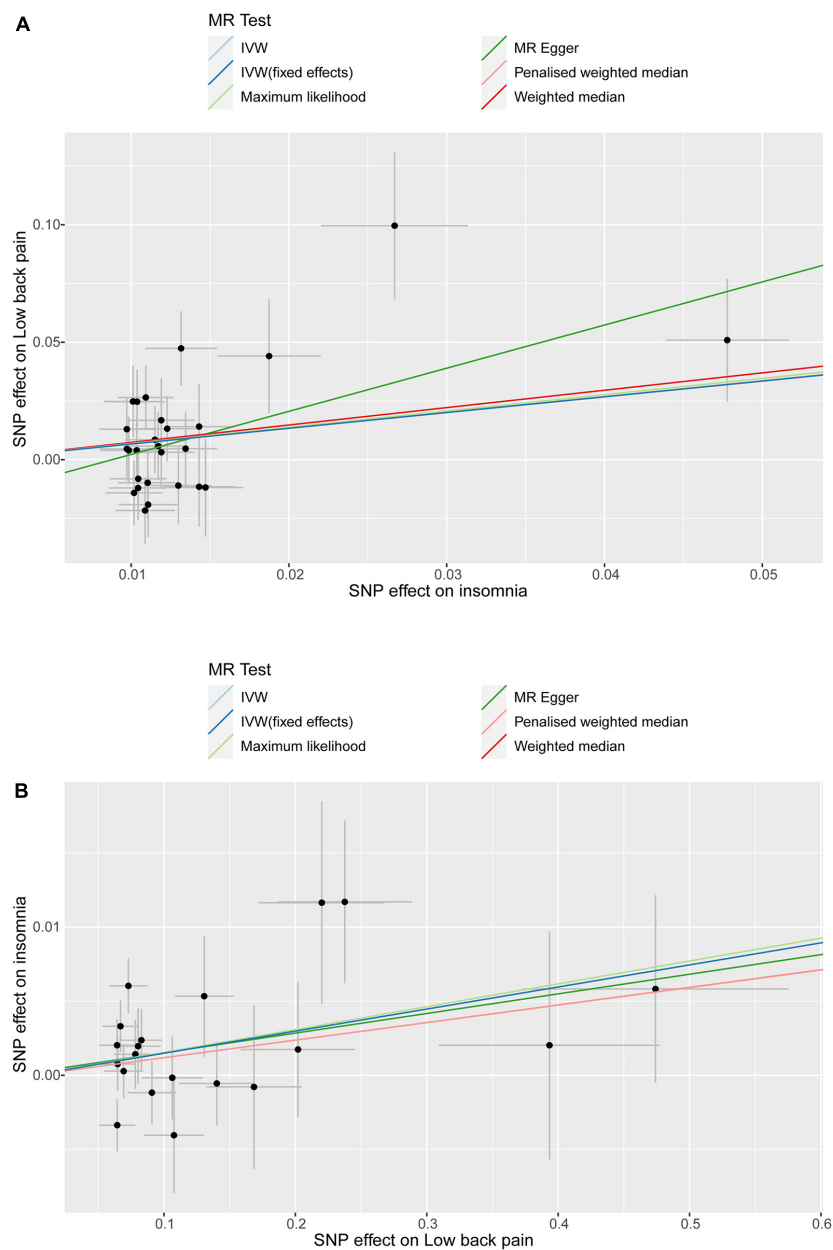 A
MR Test
IVW
MR Egger
IVW(fixed effects)
Penalised weighted median
Maximum likelihood
Weighted median
SNP effect on Low back pain
0.10
0.05
0.00
0.01 0.02 0.03 0.04 0.05
SNP effect on insomnia
MR Test
IVW
MR Egger
IVW(fixed effects)
Penalised weighted median
Maximum likelihood
Weighted median
B
SNP effect on insomnia
0.01
0.00
0.1 0.2 0.3 0.4 0.5 0.6
SNP effect on Low back pain